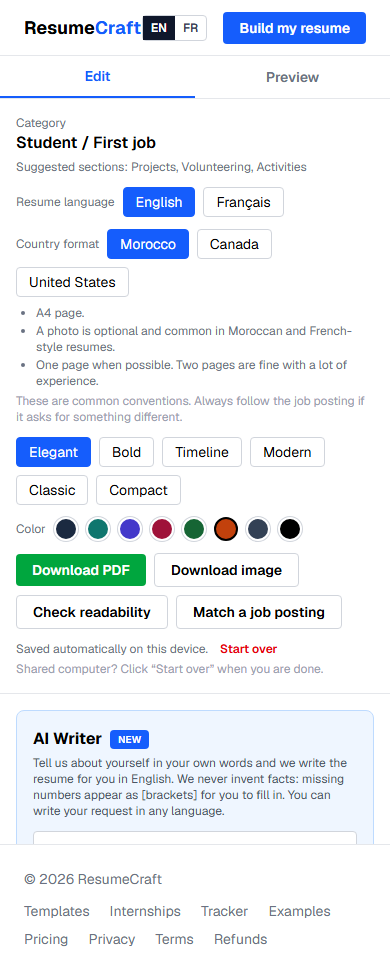 ResumeCraft EN FR Build my resume
Edit Preview
Category
Student / First job
Suggested sections: Projects, Volunteering, Activities
Resume language English Français
Country format Morocco Canada
United States
• A4 page.
• A photo is optional and common in Moroccan and French-
style resumes.
• One page when possible. Two pages are fine with a lot of
experience.
These are common conventions. Always follow the job posting if
it asks for something different.
Elegant Bold Timeline Modern
Classic Compact
Color
Download PDF Download image
Check readability Match a job posting
Saved automatically on this device. Start over
Shared computer? Click “Start over” when you are done.
AI Writer NEW
Tell us about yourself in your own words and we write the
resume for you in English. We never invent facts: missing
numbers appear as [brackets] for you to fill in. You can
write your request in any language.
© 2026 ResumeCraft
Templates Internships Tracker Examples
Pricing Privacy Terms Refunds